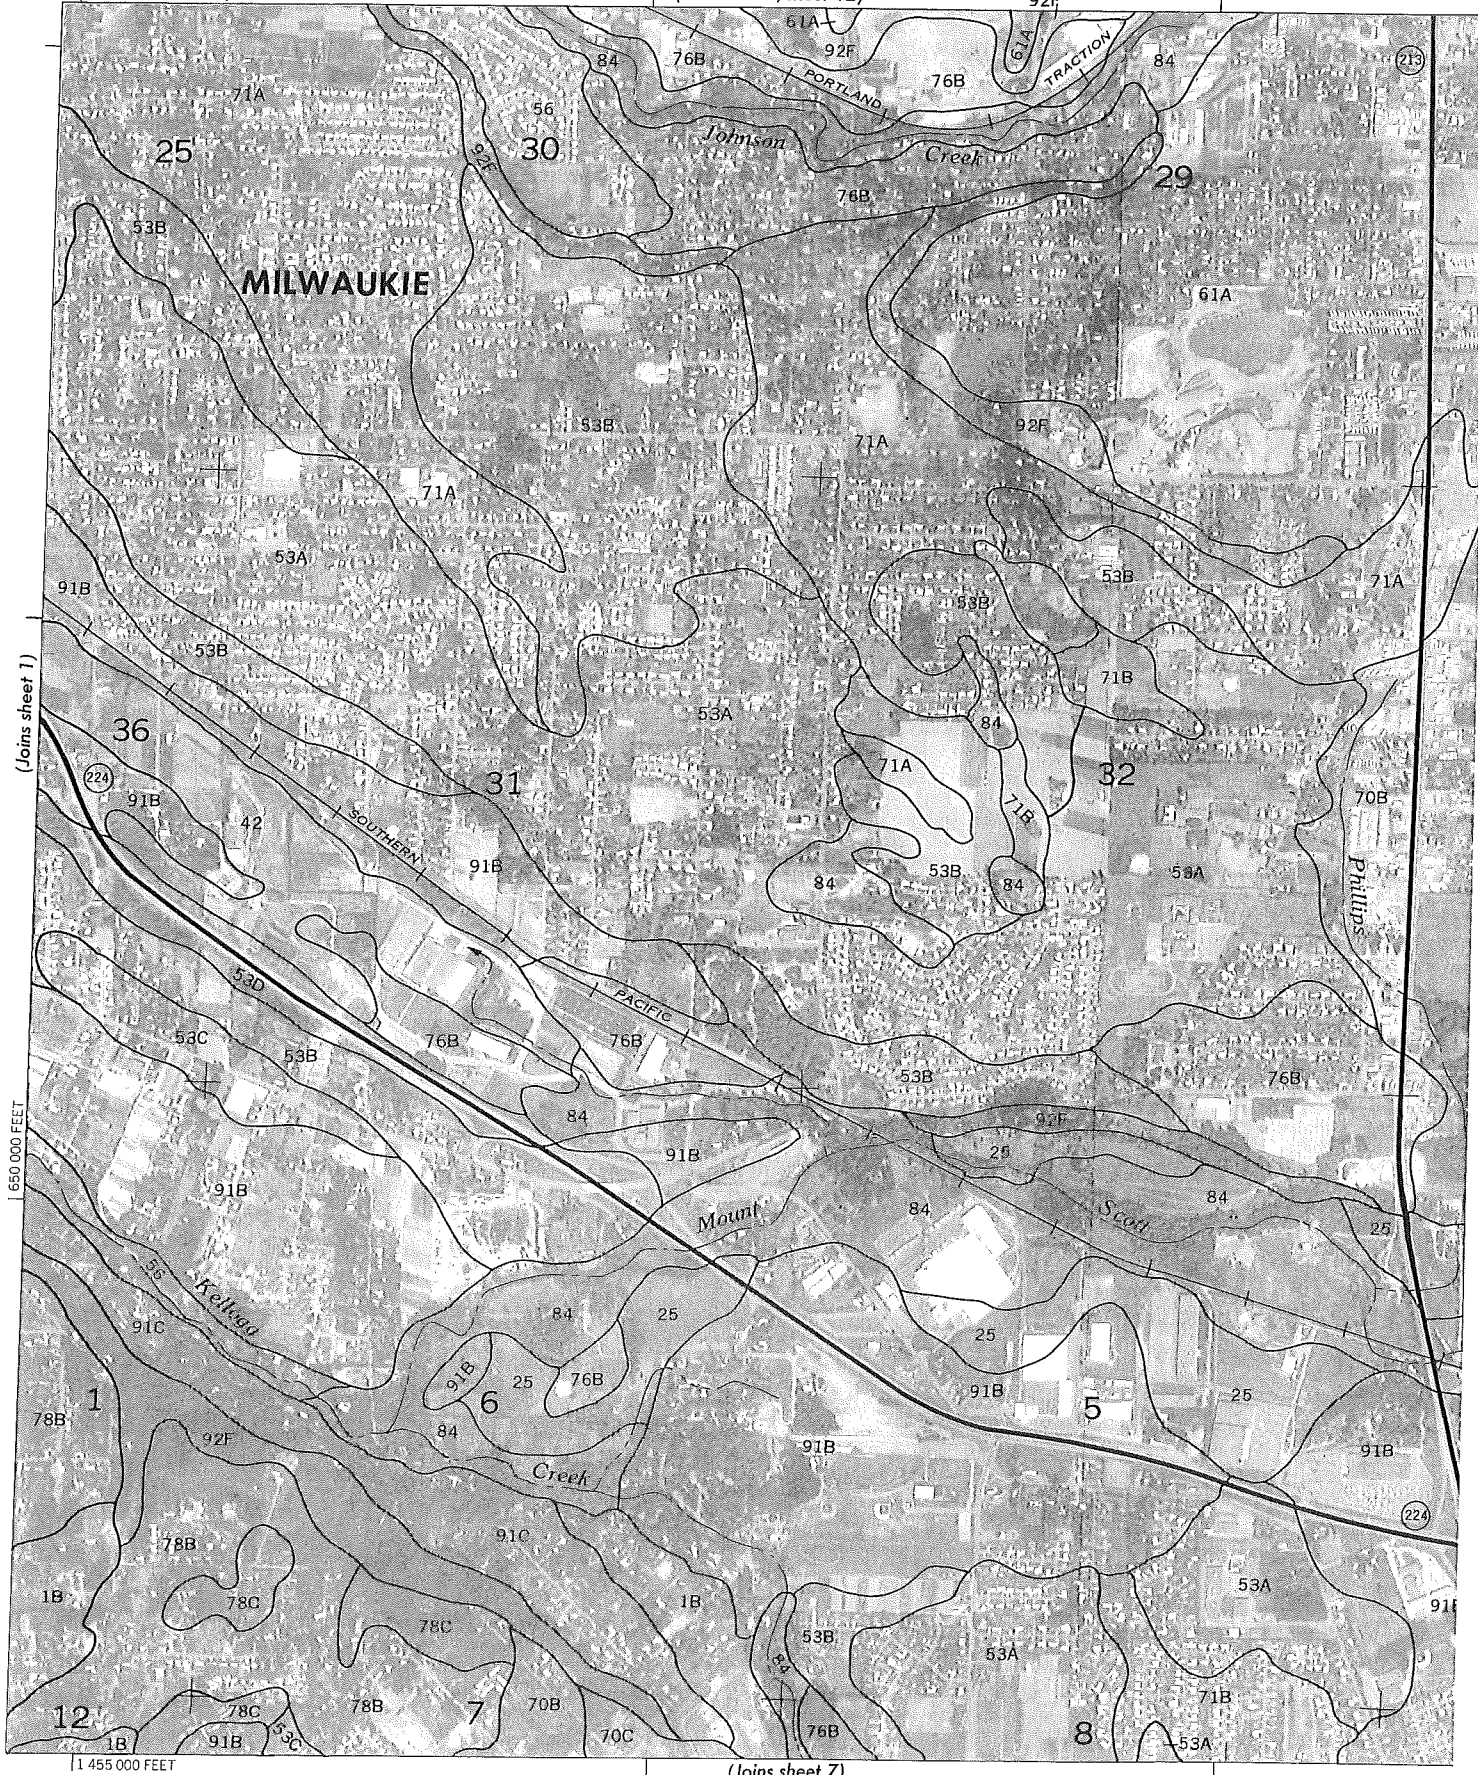 92F
61A
92F
61A
TRACTION
84
76B
76B
84
213
PORTLAND
71A
56
25
30
Johnson
Creek
92F
29
76B
53B
MILWAUKIE
61A
53B
71A
92F
71A
53A
91B
53B
53B
71A
(Joins sheet 1)
53B
71B
36
53A
84
224
91B
31
71A
32
42
SOUTHERN
71B
70B
91B
53B
53A
84
84
Phillips
53D
PACIFIC
53C
53B
76B
76B
53B
76B
84
92F
650 000 FEET
91B
25
91B
Mount
84
Scott
84
25
56
Kellogg
91C
84
25
25
91B
25
76B
91B
25
1
6
5
78B
92F
84
91B
91B
Creek
224
78B
91C
1B
78C
1B
53A
78C
53B
53A
84
71B
12
78C
78B
7
70B
1B
91B
53C
70C
76B
8
53A
1 455 000 FEET
(Joins sheet 7)